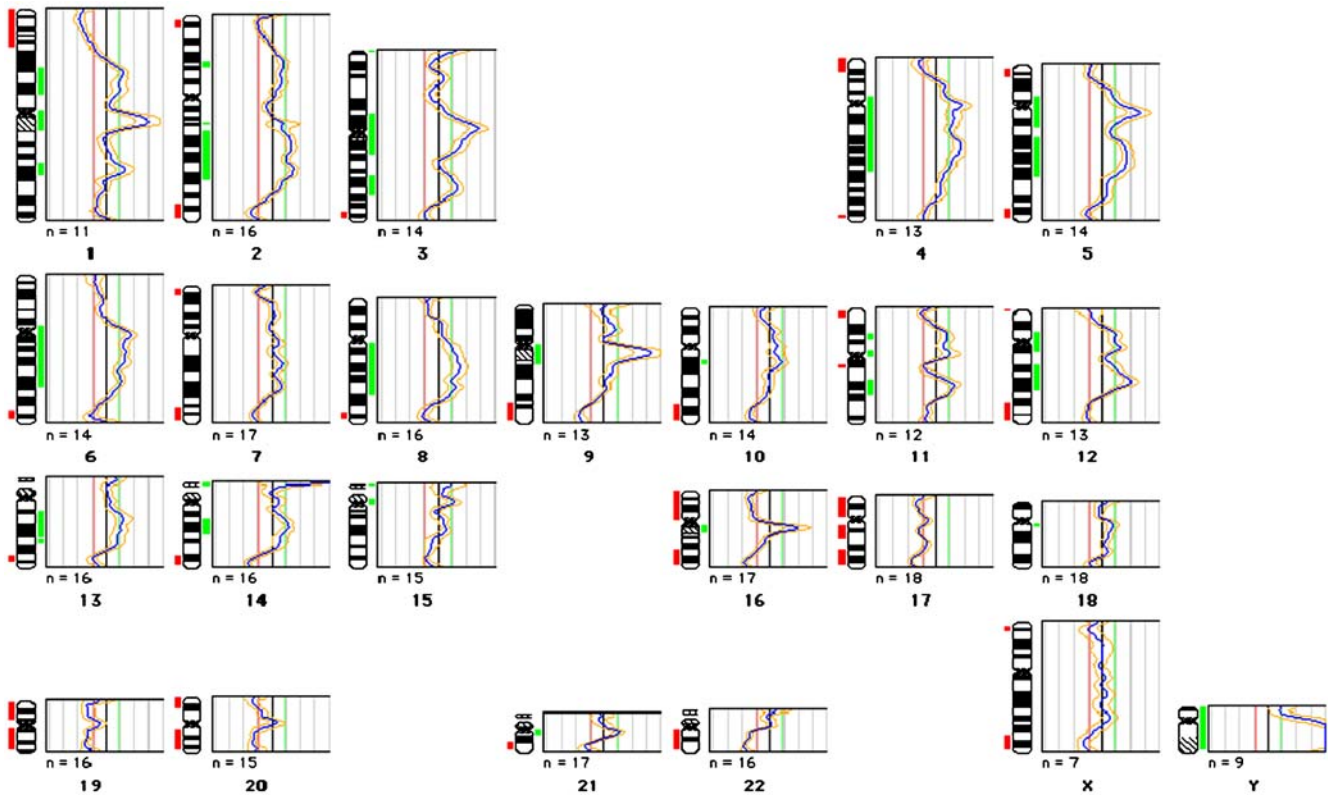 n = 11 n = 16 n = 14 n = 13 n = 14
1 2 3 4 5
n = 14 n = 17 n = 16 n = 13 n = 14 n = 12 n = 13
6 7 8 9 10 11 12
n = 16 n = 16 n = 15 n = 17 n = 18 n = 18
13 14 15 16 17 18
n = 16 n = 15 n = 17 n = 16 n = 7 n = 9
19 20 21 22 X Y